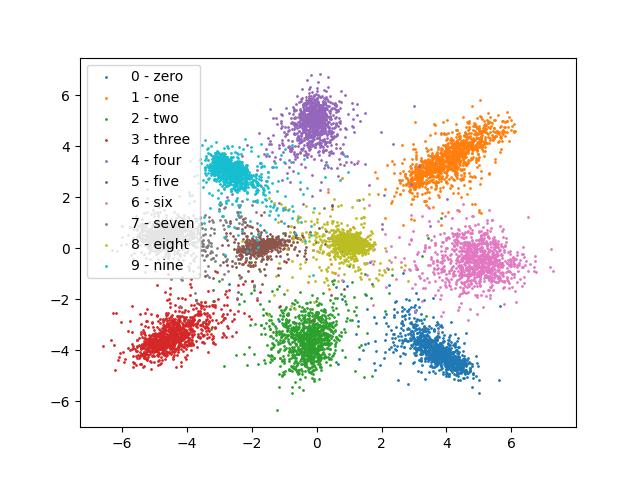 0 - zero
1 - one
2 - two
3 - three
4 - four
5 - five
6 - six
7 - seven
8 - eight
9 - nine
6
4
2
0
−2
−4
−6
−6 −4 −2 0 2 4 6